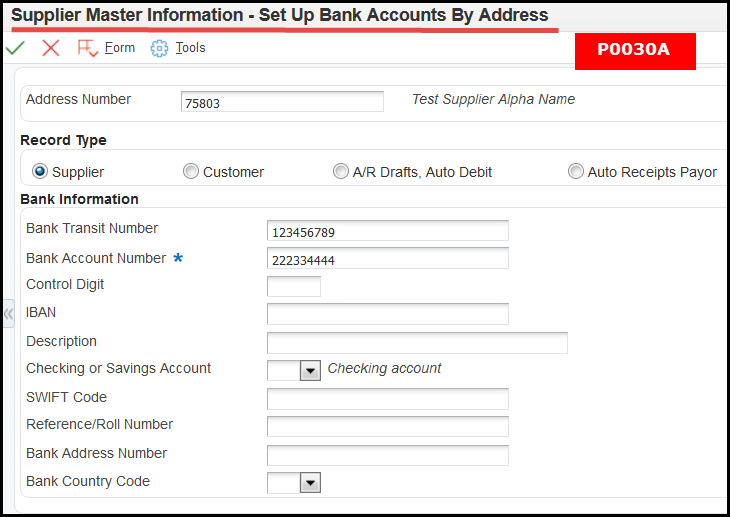 Supplier Master Information - Set Up Bank Accounts By Address
Form Tools P0030A
Address Number 75803 Test Supplier Alpha Name
Record Type
Supplier Customer A/R Drafts, Auto Debit Auto Receipts Payor
Bank Information
Bank Transit Number 123456789
Bank Account Number * 222334444
Control Digit
IBAN
Description
Checking or Savings Account Checking account
SWIFT Code
Reference/Roll Number
Bank Address Number
Bank Country Code